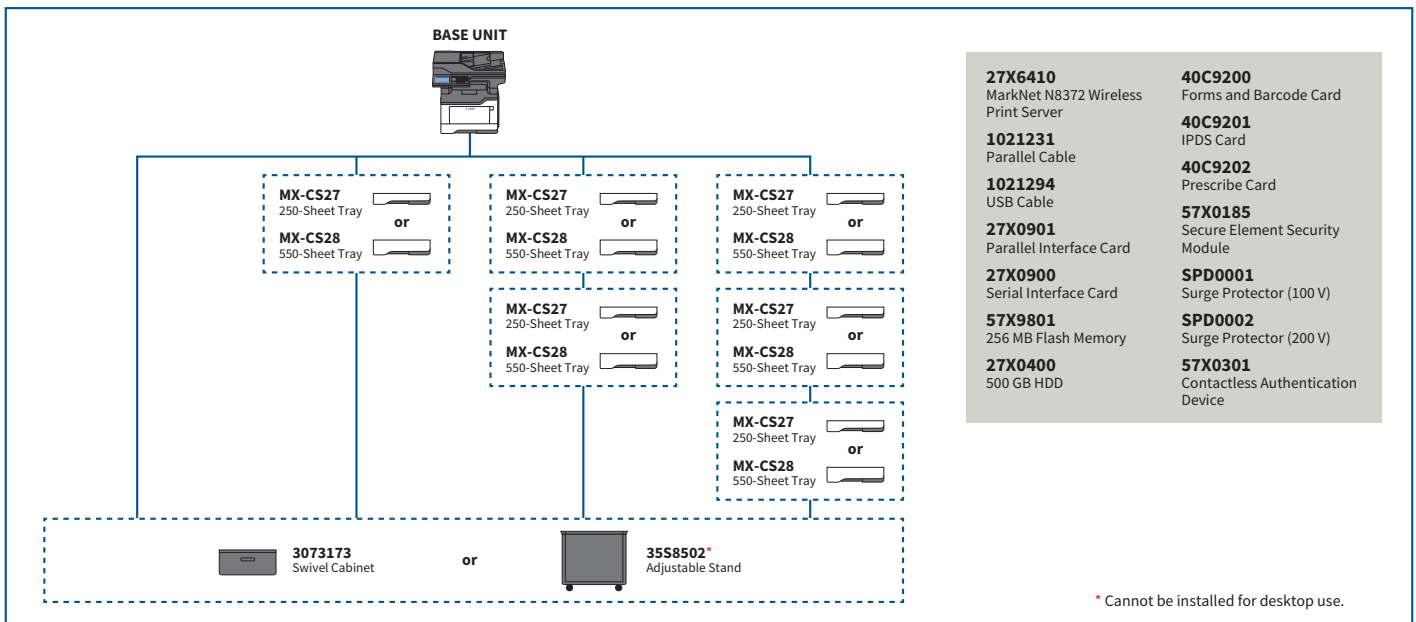 BASE UNIT
MX-CS27
250-Sheet Tray
or
MX-CS28
550-Sheet Tray
MX-CS27
250-Sheet Tray
or
MX-CS28
550-Sheet Tray
MX-CS27
250-Sheet Tray
or
MX-CS28
550-Sheet Tray
MX-CS27
250-Sheet Tray
or
MX-CS28
550-Sheet Tray
MX-CS27
250-Sheet Tray
or
MX-CS28
550-Sheet Tray
MX-CS27
250-Sheet Tray
or
MX-CS28
550-Sheet Tray
3073173
Swivel Cabinet
or
35S8502*
Adjustable Stand
27X6410
MarkNet N8372 Wireless
Print Server
1021231
Parallel Cable
1021294
USB Cable
27X0901
Parallel Interface Card
27X0900
Serial Interface Card
57X9801
256 MB Flash Memory
27X0400
500 GB HDD
40C9200
Forms and Barcode Card
40C9201
IPDS Card
40C9202
Prescribe Card
57X0185
Secure Element Security
Module
SPD0001
Surge Protector (100 V)
SPD0002
Surge Protector (200 V)
57X0301
Contactless Authentication
Device
* Cannot be installed for desktop use.